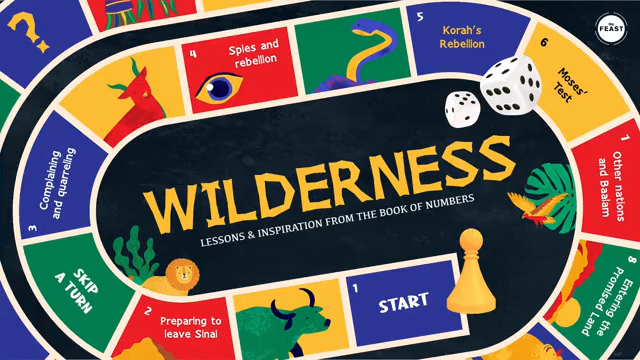 WILDERNESS
LESSONS & INSPIRATION FROM THE BOOK OF NUMBERS
1
START
2
Preparing to
leave Sinai
SKIP
A TURN
3
Complaining
and quarreling
?
4
Spies and
rebellion
5
Korah's
Rebellion
6
Moses'
Test
7
Other nations
and Baalam
8
Entering the
Promised Land
the
FEAST